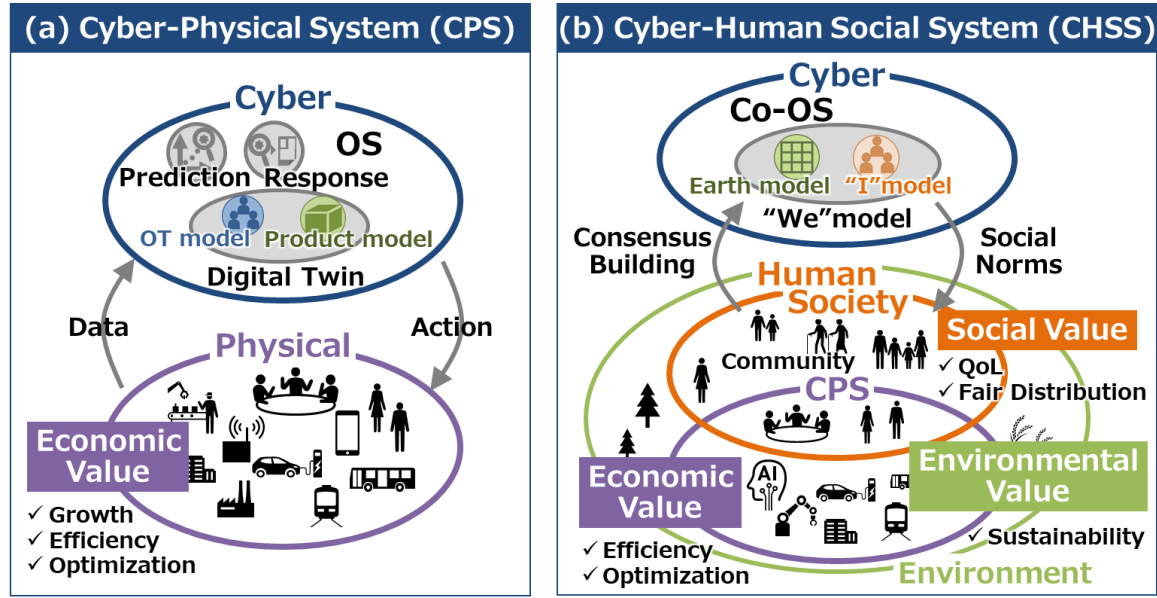 (a) Cyber-Physical System (CPS)
Cyber
OS
Prediction Response
OT model Product model
Digital Twin
Data
Action
Physical
Economic
Value
✓ Growth
✓ Efficiency
✓ Optimization
(b) Cyber-Human Social System (CHSS)
Cyber
Co-OS
Earth model “I”model
“We”model
Consensus
Building
Social
Norms
Human
Society
Social Value
✓ QoL
✓ Fair Distribution
Community
CPS
Economic
Value
AI
Environmental
Value
✓ Efficiency
✓ Optimization
✓ Sustainability
Environment